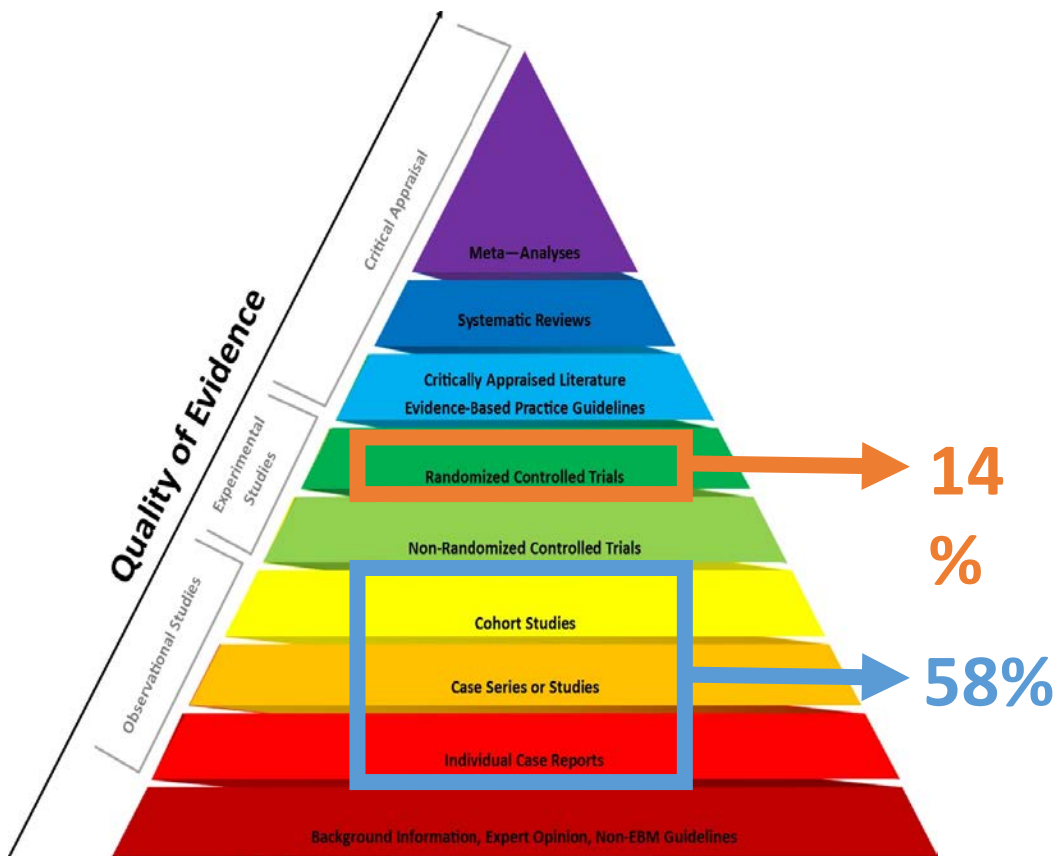 Quality of Evidence
Critical Appraisal
Experimental
Studies
Observational Studies
Meta—Analyses
Systematic Reviews
Critically Appraised Literature
Evidence-Based Practice Guidelines
Randomized Controlled Trials
14
%
Non-Randomized Controlled Trials
Cohort Studies
Case Series or Studies
58%
Individual Case Reports
Background Information, Expert Opinion, Non-EBM Guidelines